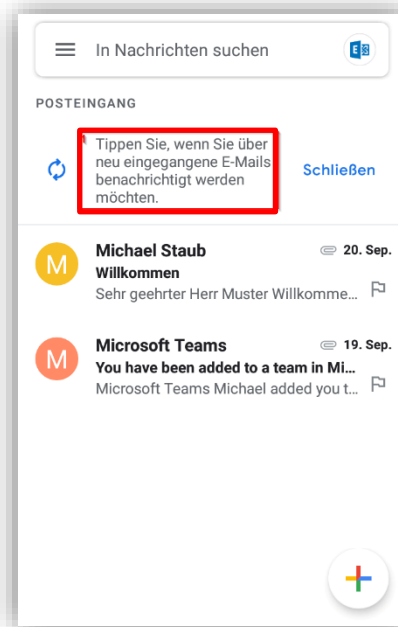 In Nachrichten suchen
POSTEINGANG
Tippen Sie, wenn Sie über
neu eingegangene E-Mails
benachrichtigt werden
möchten.
Schließen
M
Michael Staub
20. Sep.
Willkommen
Sehr geehrter Herr Muster Willkomme...
M
Microsoft Teams
19. Sep.
You have been added to a team in Mi...
Microsoft Teams Michael added you t...